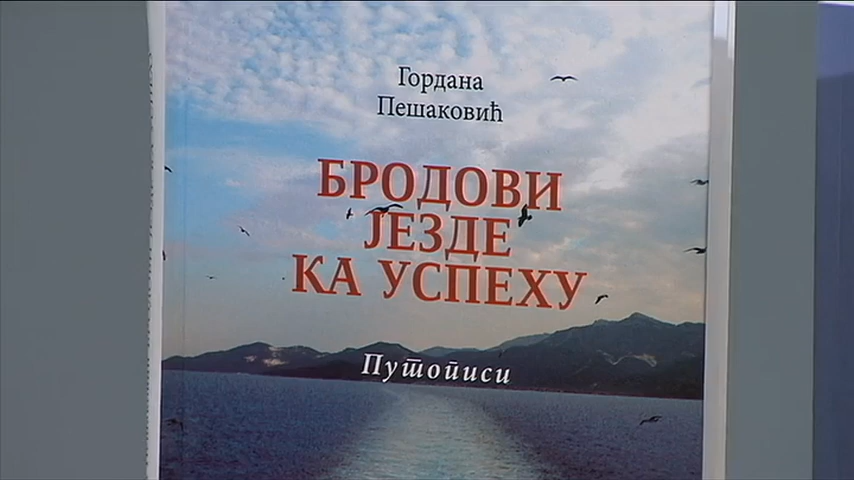 Гордана
Пешаковић
БРОДОВИ
ЈЕЗДЕ
КА УСПЕХУ
Путописи